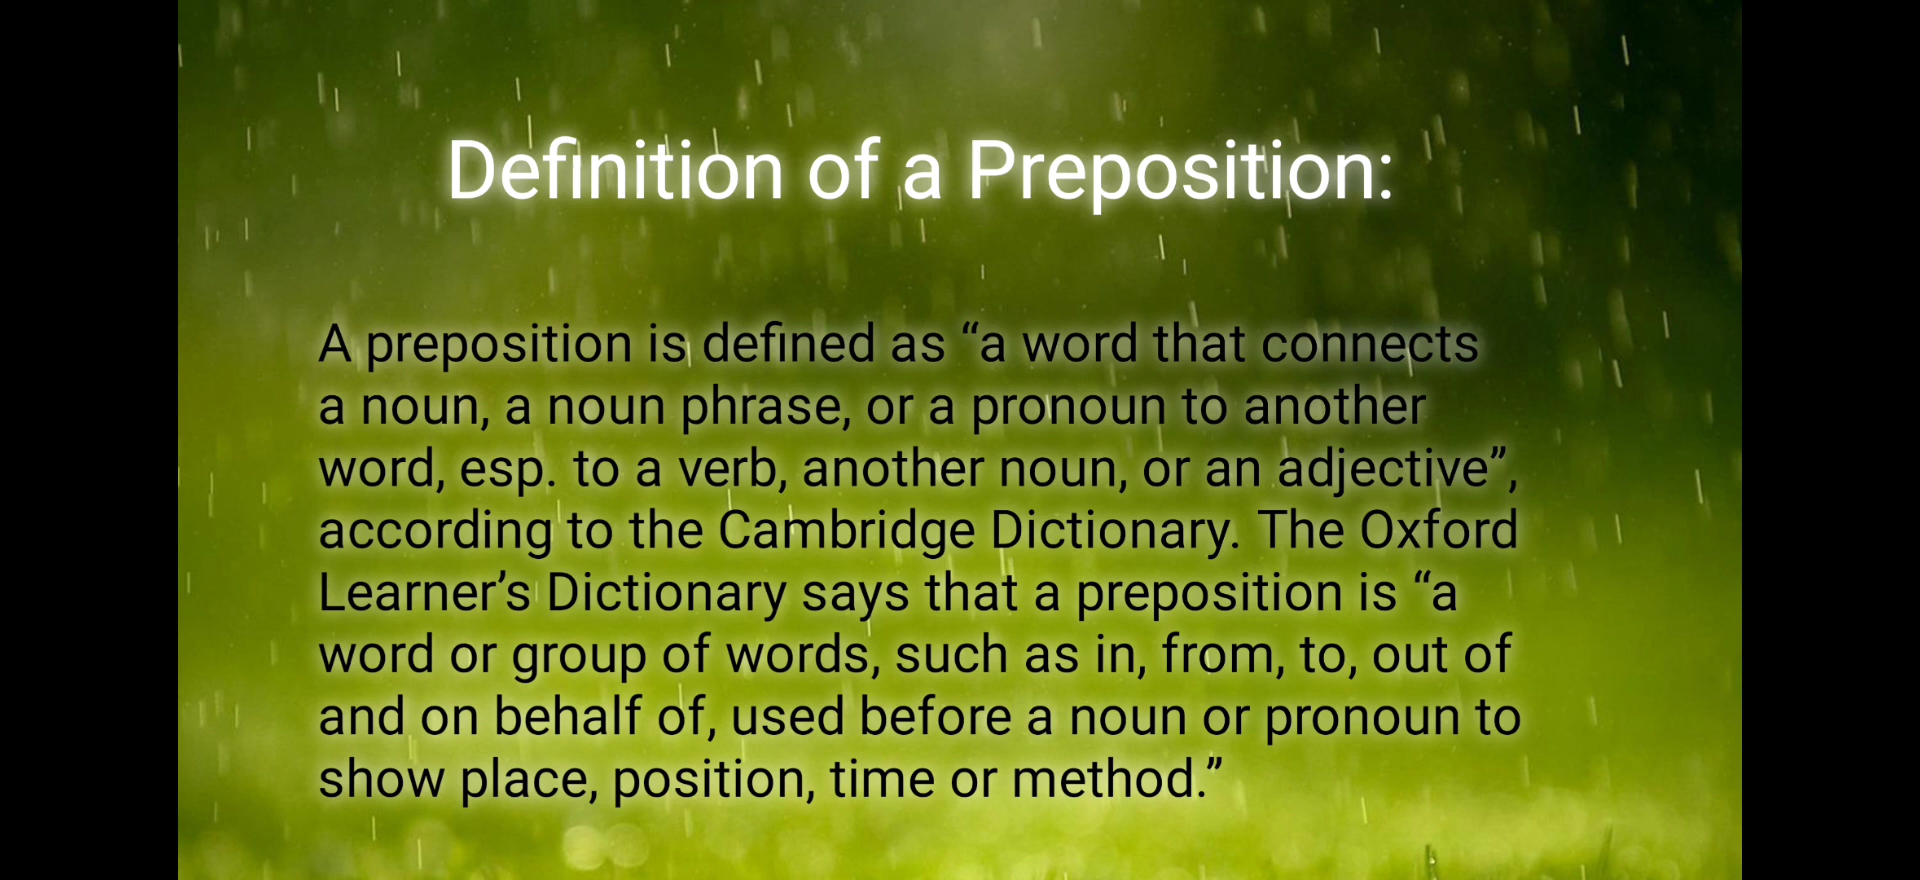 Definition of a Preposition:
A preposition is defined as “a word that connects
a noun, a noun phrase, or a pronoun to another
word, esp. to a verb, another noun, or an adjective”,
according to the Cambridge Dictionary. The Oxford
Learner’s Dictionary says that a preposition is “a
word or group of words, such as in, from, to, out of
and on behalf of, used before a noun or pronoun to
show place, position, time or method.”